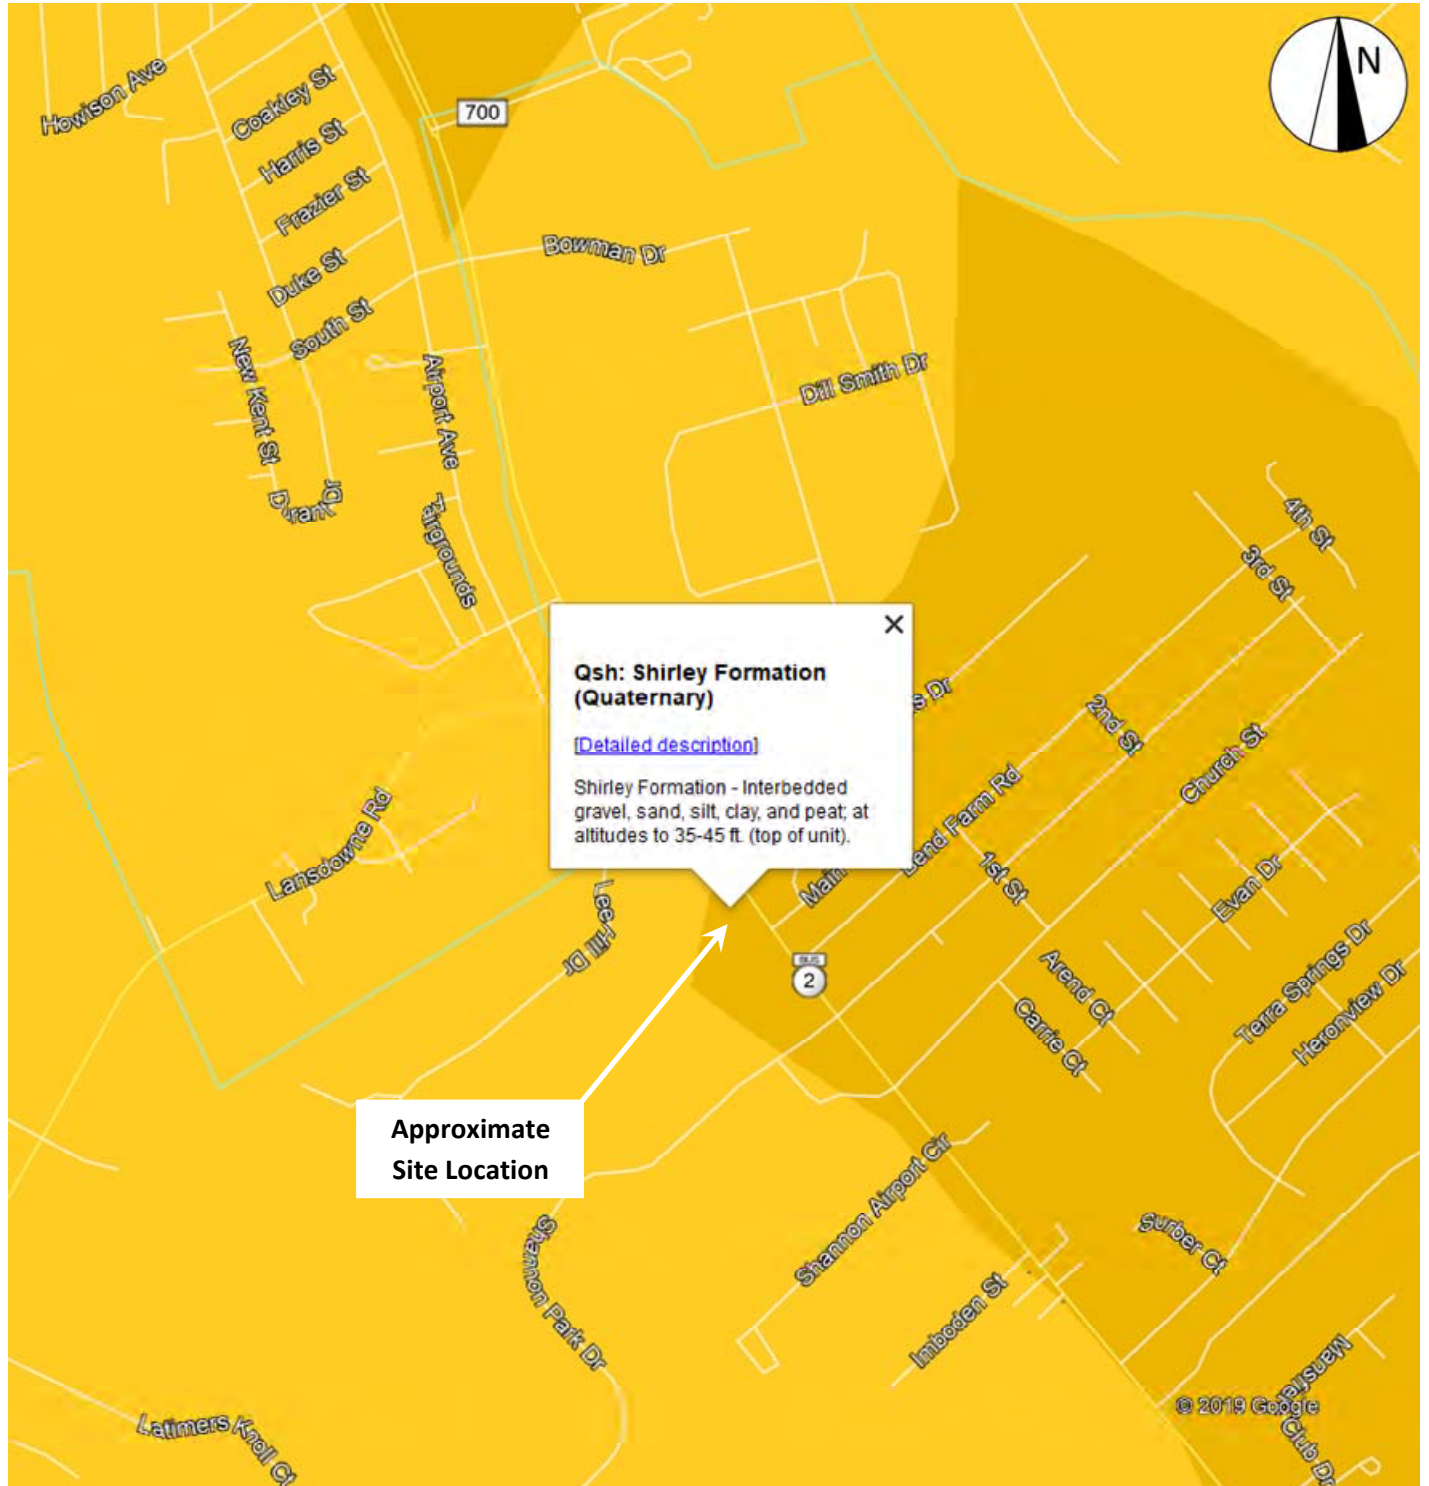 N
Howison Ave
Coakley St
700
Harris St
Frazier St
Bowman Dr
Duke St
South St
New Kent St
Airport Ave
Dill Smith Dr
Durant Dr
Fairgrounds
4th St
3rd St
Qsh: Shirley Formation
(Quaternary)
[Detailed description]
Shirley Formation - Interbedded
gravel, sand, silt, clay, and peat; at
altitudes to 35-45 ft. (top of unit).
s Dr
2nd St
Church St
Lansdowne Rd
Bend Farm Rd
Main
1st St
Evan Dr
Lee Hill Dr
BUS
2
Arend Ct
Carrie Ct
Terra Springs Dr
Heronview Dr
Approximate
Site Location
Shannon Airport Cir
Surber Ct
Shannon Park Dr
Imboden St
Mansfiel
Club Dr
© 2019 Google
Latimers Knoll Ct